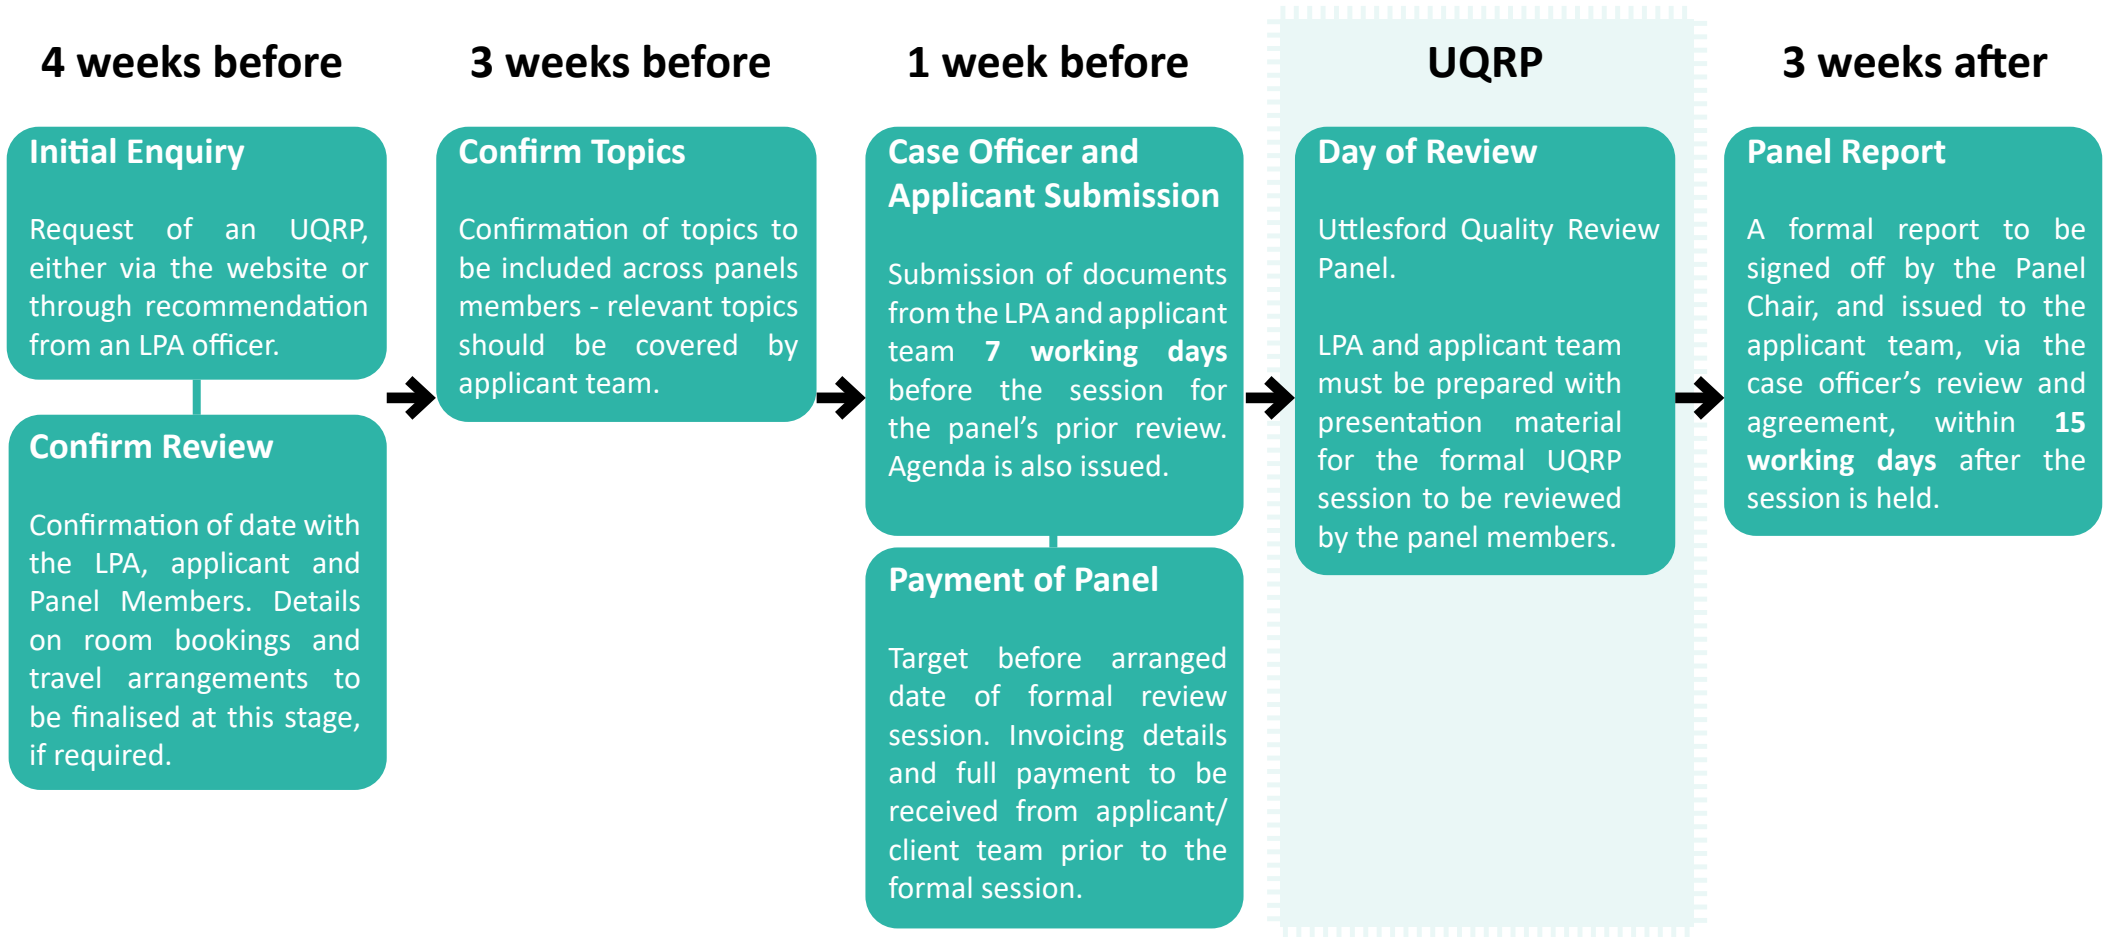 4 weeks before
Initial Enquiry
Request of an UQRP,
either via the website or
through recommendation
from an LPA officer.
Confirm Review
Confirmation of date with
the LPA, applicant and
Panel Members. Details
on room bookings and
travel arrangements to
be finalised at this stage,
if required.
3 weeks before
Confirm Topics
Confirmation of topics to
be included across panels
members - relevant topics
should be covered by
applicant team.
1 week before
Case Officer and
Applicant Submission
Submission of documents
from the LPA and applicant
team 7 working days
before the session for
the panel's prior review.
Agenda is also issued.
Payment of Panel
Target before arranged
date of formal review
session. Invoicing details
and full payment to be
received from applicant/
client team prior to the
formal session.
UQRP
Day of Review
Uttlesford Quality Review
Panel.
LPA and applicant team
must be prepared with
presentation material
for the formal UQRP
session to be reviewed
by the panel members.
3 weeks after
Panel Report
A formal report to be
signed off by the Panel
Chair, and issued to the
applicant team, via the
case officer's review and
agreement, within 15
working days after the
session is held.